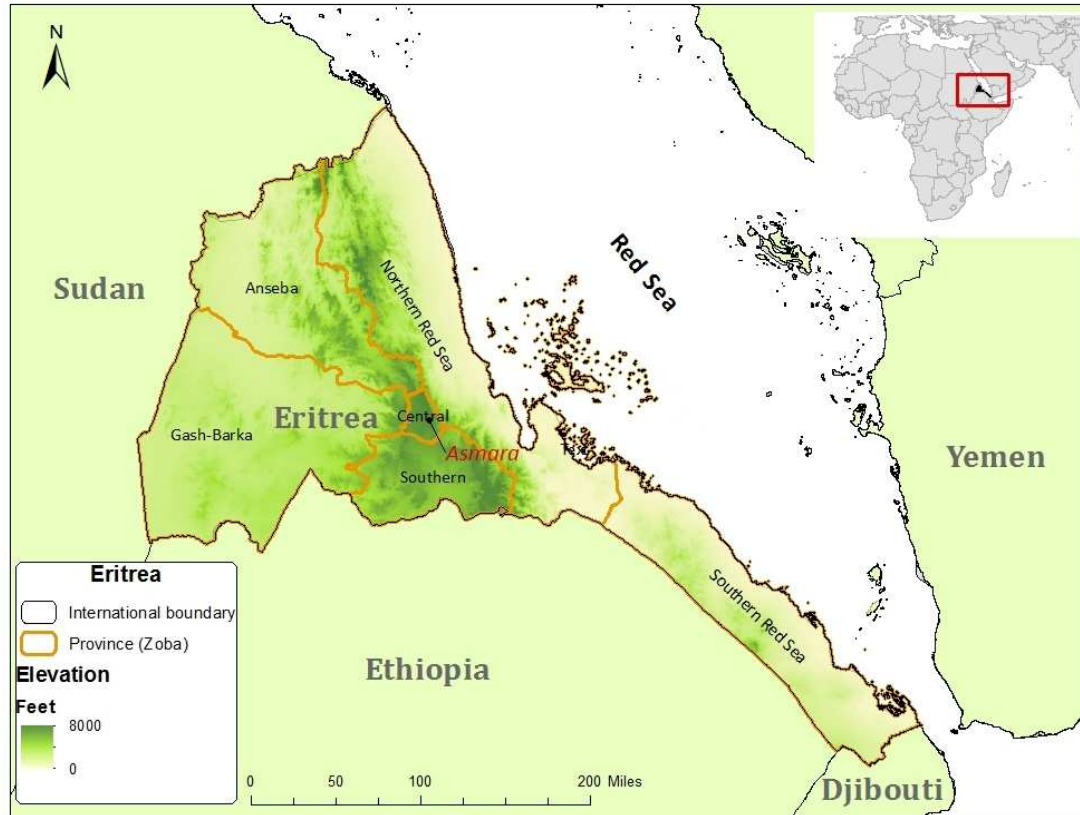 N
Red Sea
Sudan
Anseba
Northern Red Sea
Eritrea
Central
Gash-Barka
Asmara
Southern
Yemen
Southern Red Sea
Ethiopia
Djibouti
Eritrea
International boundary
Province (Zoba)
Elevation
Feet
8000
0
0 50 100 200 Miles